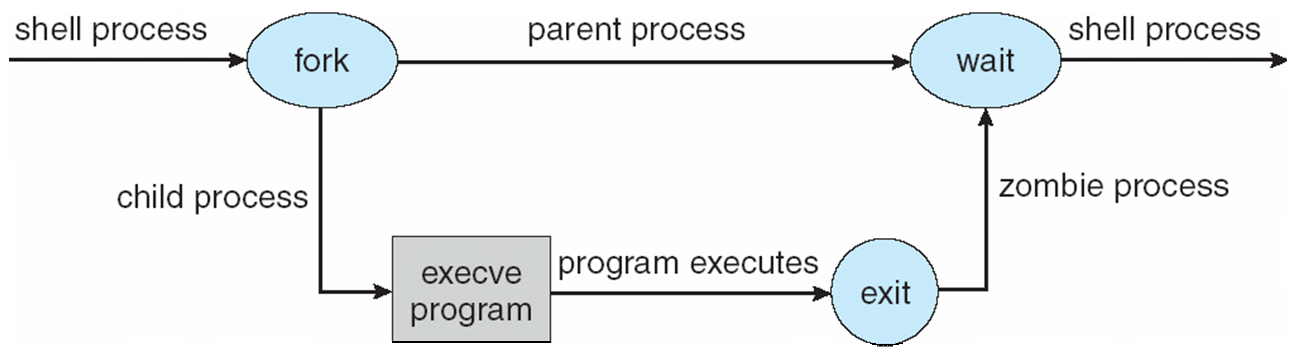 shell process
fork
parent process
wait
shell process
child process
zombie process
execve
program
program executes
exit